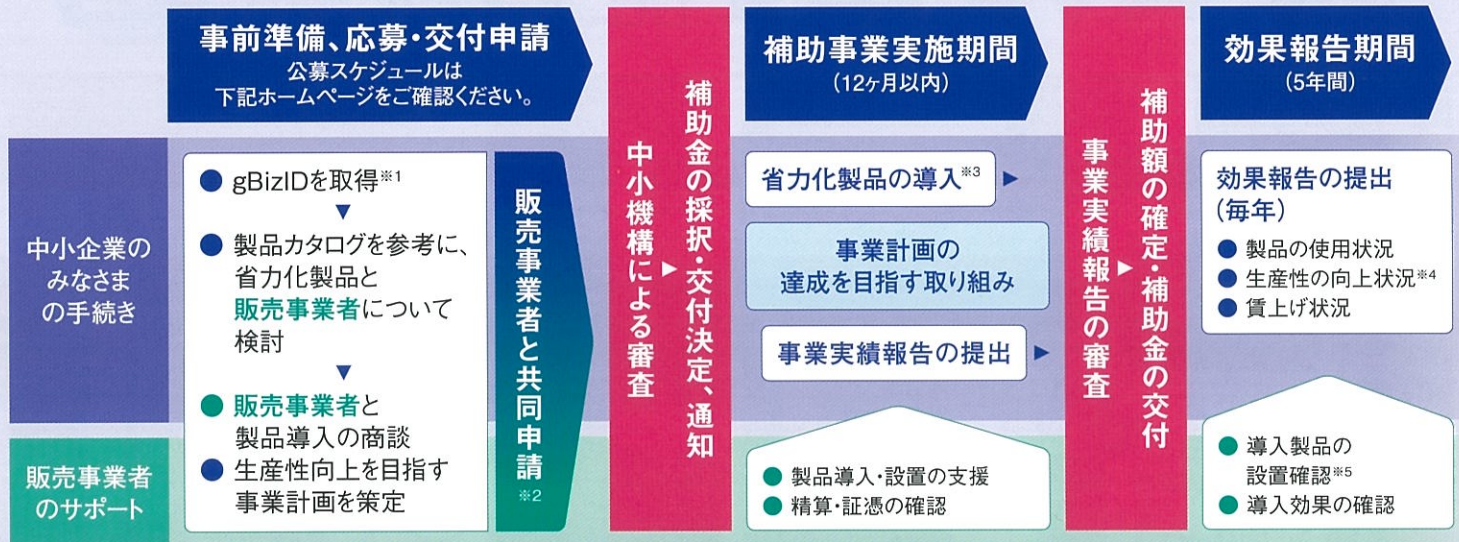 事前準備、応募・交付申請
公募スケジュールは
下記ホームページをご確認ください。
中小企業の
みなさま
の手続き
販売事業者
のサポート
● gBizIDを取得※1
▼
● 製品カタログを参考に、
省力化製品と
販売事業者について
検討
▼
● 販売事業者と
製品導入の商談
● 生産性向上を目指す
事業計画を策定
販売事業者と共同申請
※2
中小機構による審査
▶
補助金の採択・交付決定、通知
補助事業実施期間
(12ヶ月以内)
省力化製品の導入※3 ▶
事業計画の
達成を目指す取り組み
事業実績報告の提出 ▶
● 製品導入・設置の支援
● 精算・証憑の確認
事業実績報告の審査
▶
補助額の確定・補助金の交付
効果報告期間
(5年間)
効果報告の提出
(毎年)
● 製品の使用状況
● 生産性の向上状況※4
● 賃上げ状況
● 導入製品の
設置確認※5
● 導入効果の確認